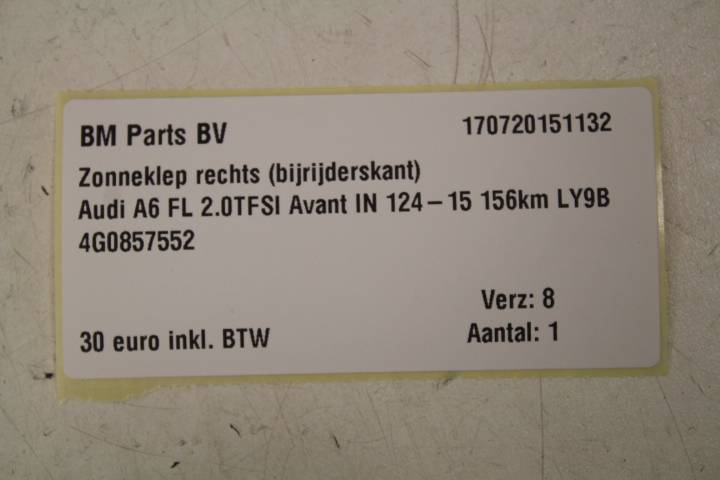 BM Parts BV 170720151132
Zonneklep rechts (bijrijderskant)
Audi A6 FL 2.0TFSI Avant IN 124-15 156km LY9B
4G0857552
Verz: 8
30 euro inkl. BTW Aantal: 1